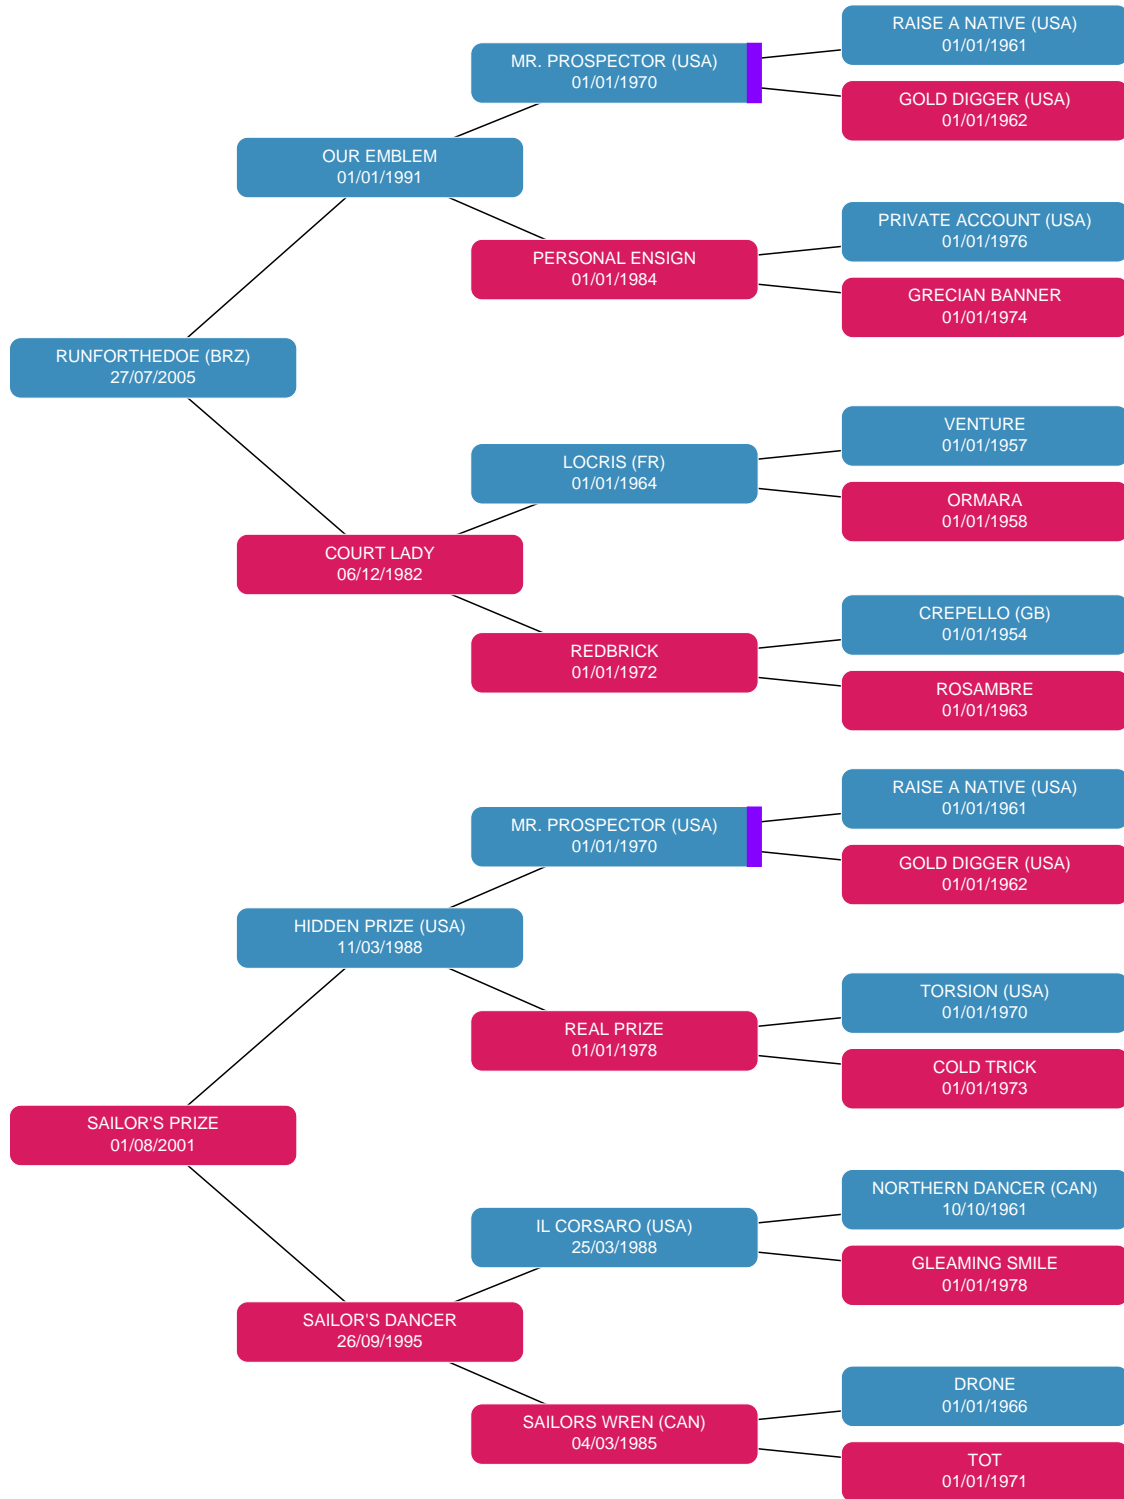 RAISE A NATIVE (USA)
01/01/1961
MR. PROSPECTOR (USA)
01/01/1970
GOLD DIGGER (USA)
01/01/1962
OUR EMBLEM
01/01/1991
PRIVATE ACCOUNT (USA)
01/01/1976
PERSONAL ENSIGN
01/01/1984
GRECIAN BANNER
01/01/1974
RUNFORTHEDOE (BRZ)
27/07/2005
VENTURE
01/01/1957
LOCRIS (FR)
01/01/1964
ORMARA
01/01/1958
COURT LADY
06/12/1982
CREPELLO (GB)
01/01/1954
REDBRICK
01/01/1972
ROSAMBRE
01/01/1963
RAISE A NATIVE (USA)
01/01/1961
MR. PROSPECTOR (USA)
01/01/1970
GOLD DIGGER (USA)
01/01/1962
HIDDEN PRIZE (USA)
11/03/1988
TORSION (USA)
01/01/1970
REAL PRIZE
01/01/1978
COLD TRICK
01/01/1973
SAILOR'S PRIZE
01/08/2001
NORTHERN DANCER (CAN)
10/10/1961
IL CORSARO (USA)
25/03/1988
GLEAMING SMILE
01/01/1978
SAILOR'S DANCER
26/09/1995
DRONE
01/01/1966
SAILORS WREN (CAN)
04/03/1985
TOT
01/01/1971